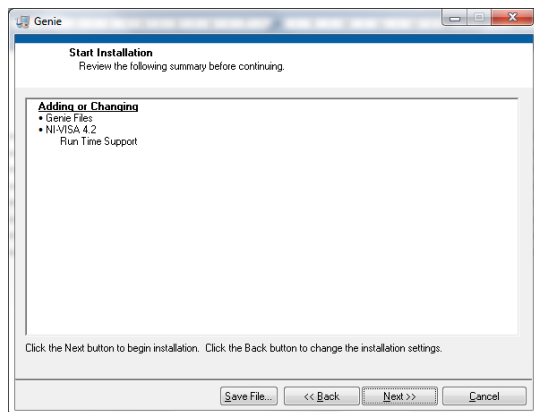 Genie
Start Installation
Review the following summary before continuing.
Adding or Changing
• Genie Files
• NI-VISA 4.2
Run Time Support
Click the Next button to begin installation. Click the Back button to change the installation settings.
Save File... << Back Next >> Cancel